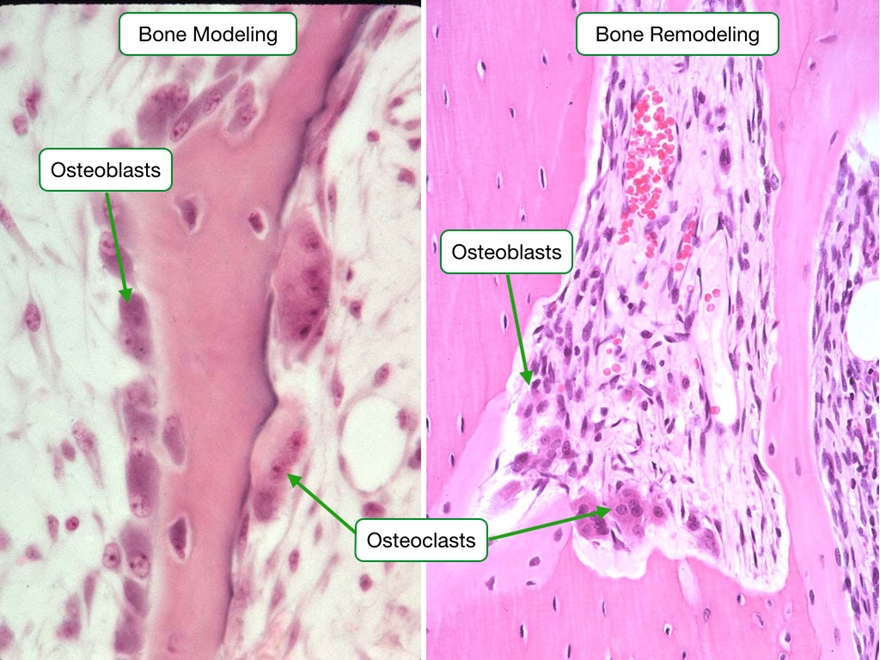 Bone Modeling
Bone Remodeling
Osteoblasts
Osteoblasts
Osteoclasts